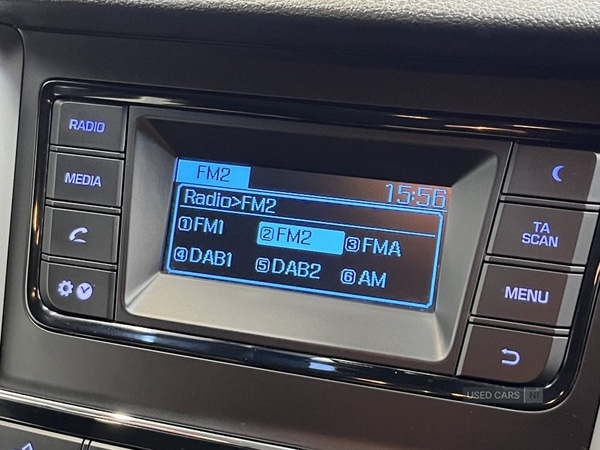 RADIO
MEDIA
FM2
15:56
Radio>FM2
①FM1 ②FM2 ③FMA
④DAB1 ⑤DAB2 ⑥AM
TA
SCAN
MENU
USED CARS NI